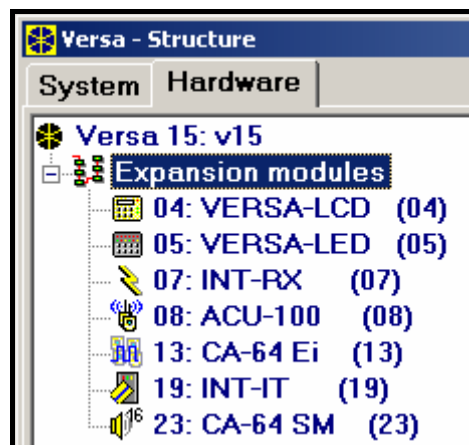 Versa - Structure
System Hardware
Versa 15: v15
Expansion modules
04: VERSA-LCD (04)
05: VERSA-LED (05)
07: INT-RX (07)
08: ACU-100 (08)
13: CA-64 Ei (13)
19: INT-IT (19)
16 23: CA-64 SM (23)